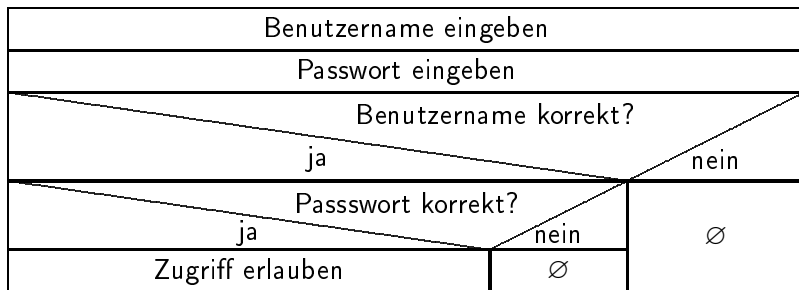 Benutzername eingeben
Passwort eingeben
Benutzername korrekt?
ja
nein
Passswort korrekt?
ja
nein
∅
Zugriff erlauben
∅